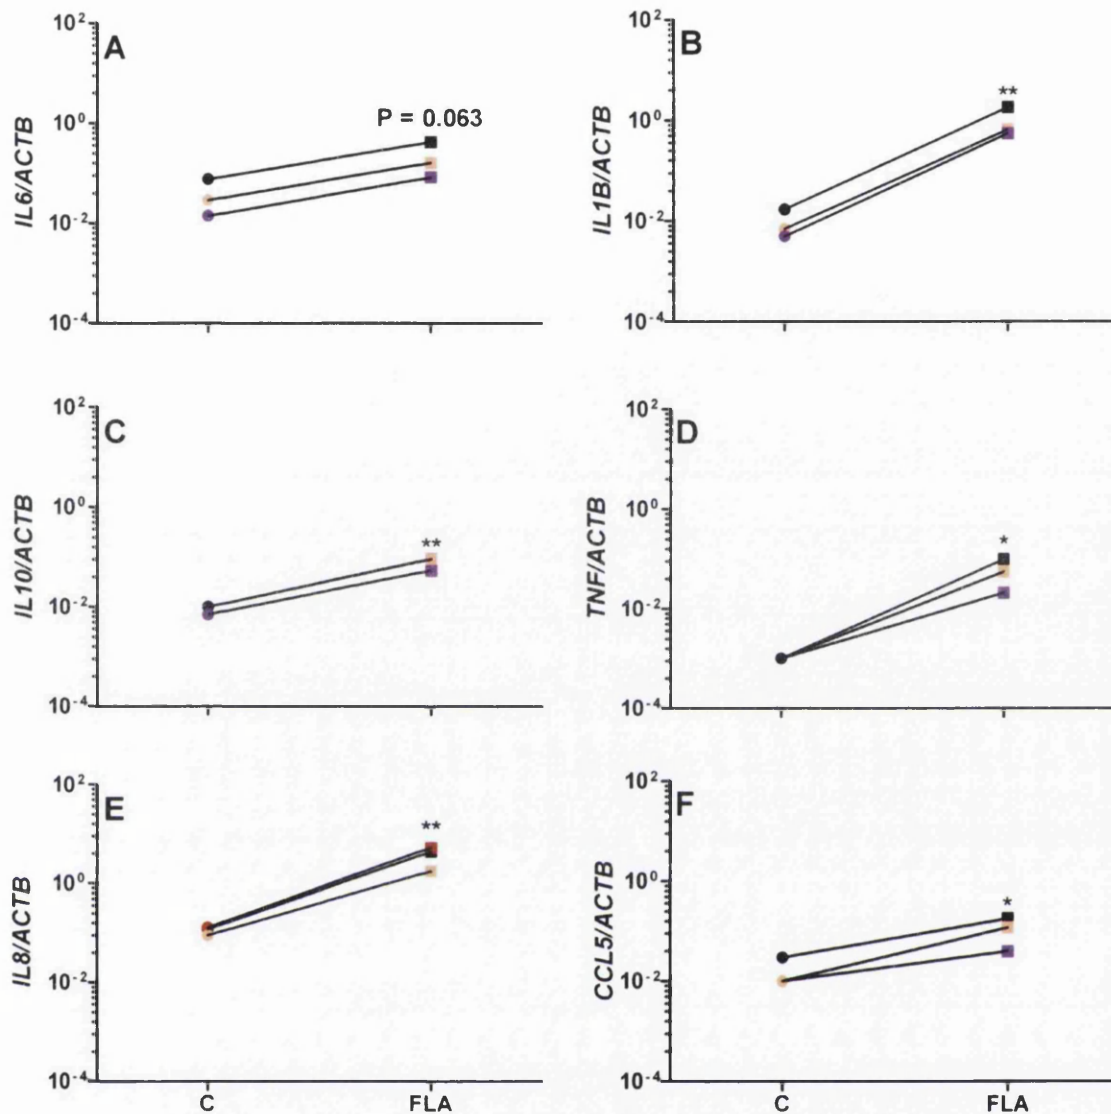 A
10²
10⁰
10⁻²
10⁻⁴
IL6/ACTB
P = 0.063
B
10²
10⁰
10⁻²
10⁻⁴
IL1B/ACTB
**
C
10²
10⁰
10⁻²
10⁻⁴
IL10/ACTB
**
D
10²
10⁰
10⁻²
10⁻⁴
TNF/ACTB
*
E
10²
10⁰
10⁻²
10⁻⁴
IL8/ACTB
**
C
FLA
F
10²
10⁰
10⁻²
10⁻⁴
CCL5/ACTB
*
C
FLA